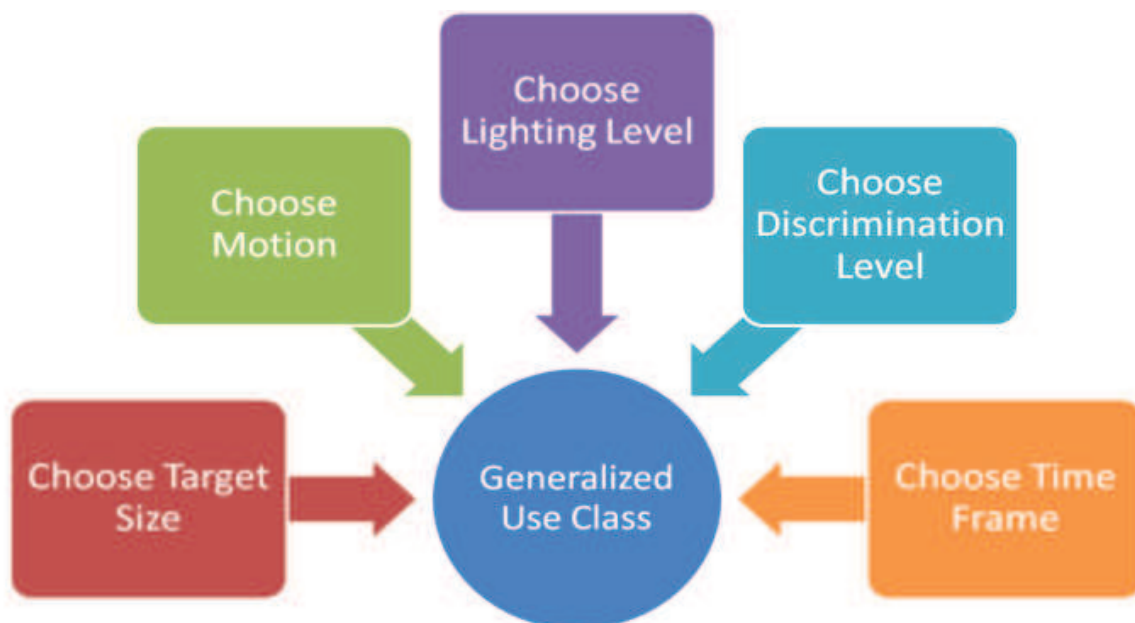 Choose
Lighting Level
Choose
Motion
Choose
Discrimination
Level
Choose Target
Size
Generalized
Use Class
Choose Time
Frame